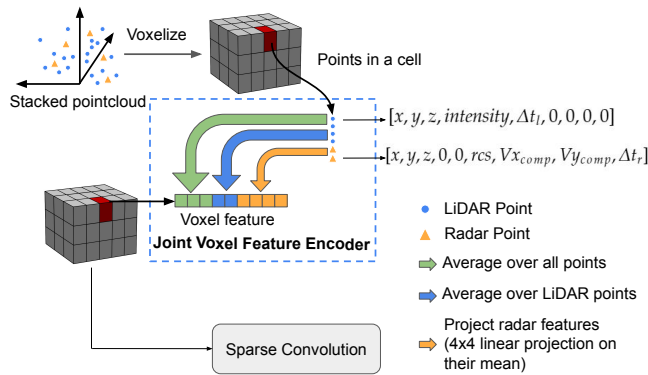 Voxelize
Stacked pointcloud
Points in a cell
[x, y, z, intensity, Δt_l, 0, 0, 0, 0]
[x, y, z, 0, 0, rcs, Vx_comp, Vy_comp, Δt_r]
Voxel feature
Joint Voxel Feature Encoder
LiDAR Point
Radar Point
Average over all points
Average over LiDAR points
Project radar features
(4x4 linear projection on
their mean)
Sparse Convolution